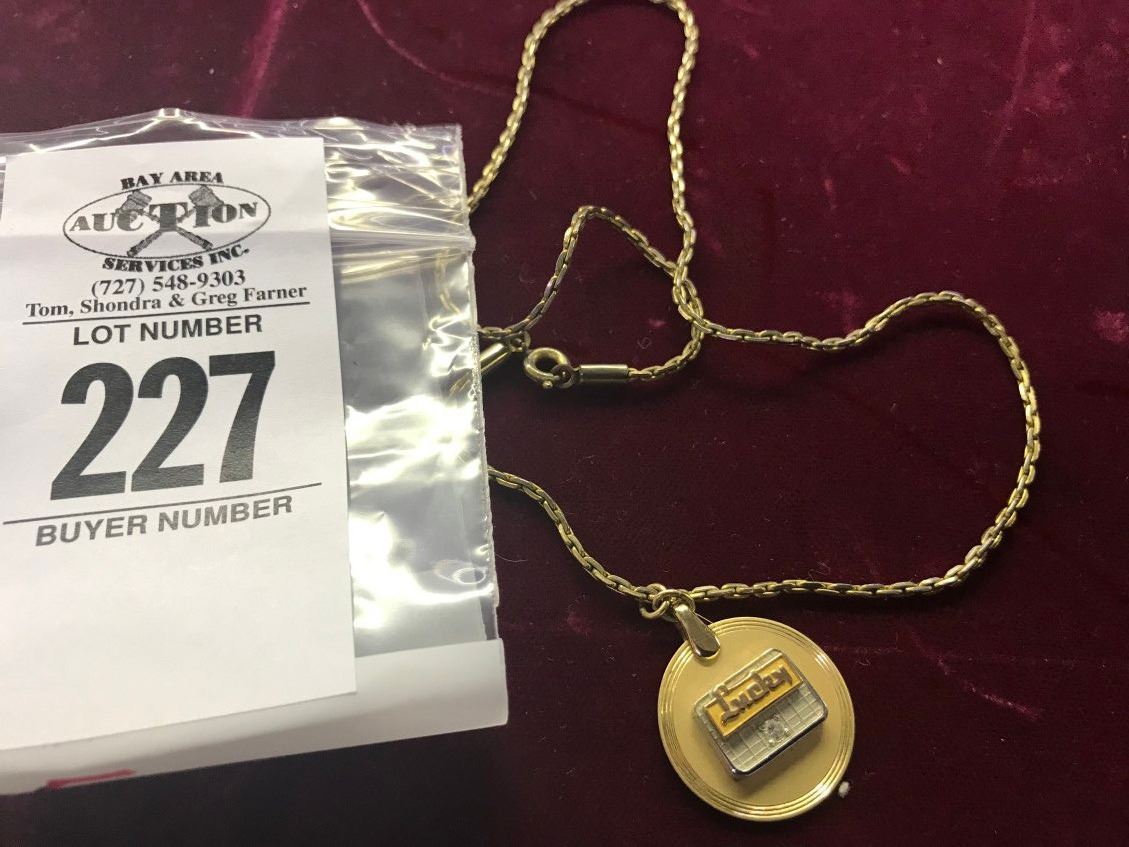 BAY AREA
AUCTION
SERVICES INC.
(727) 548-9303
Tom, Shondra & Greg Farner
LOT NUMBER
227
BUYER NUMBER
Lucky